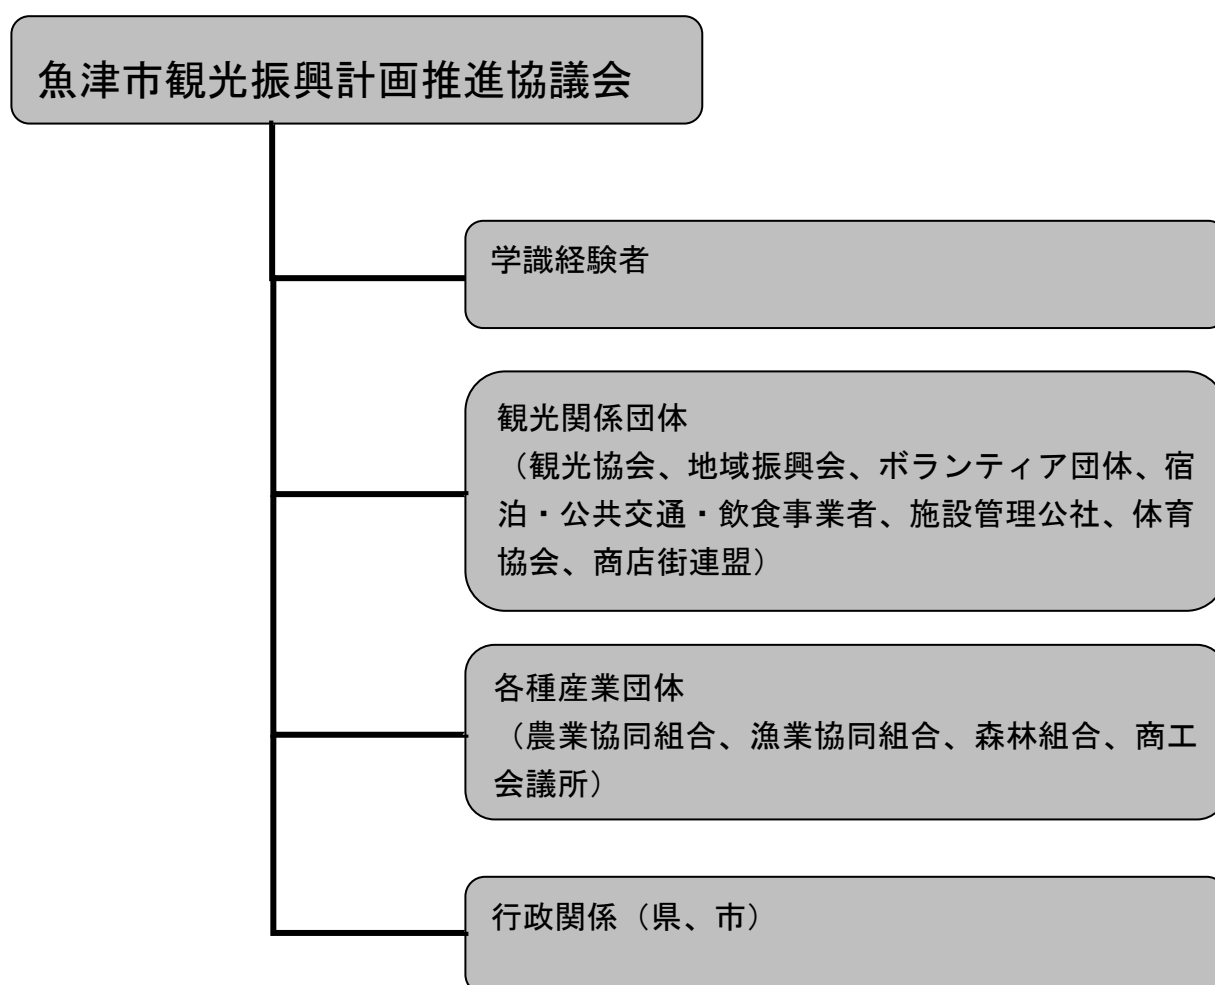 魚津市観光振興計画推進協議会
学識経験者
観光関係団体
（観光協会、地域振興会、ボランティア団体、宿
泊・公共交通・飲食事業者、施設管理公社、体育
協会、商店街連盟）
各種産業団体
（農業協同組合、漁業協同組合、森林組合、商工
会議所）
行政関係（県、市）